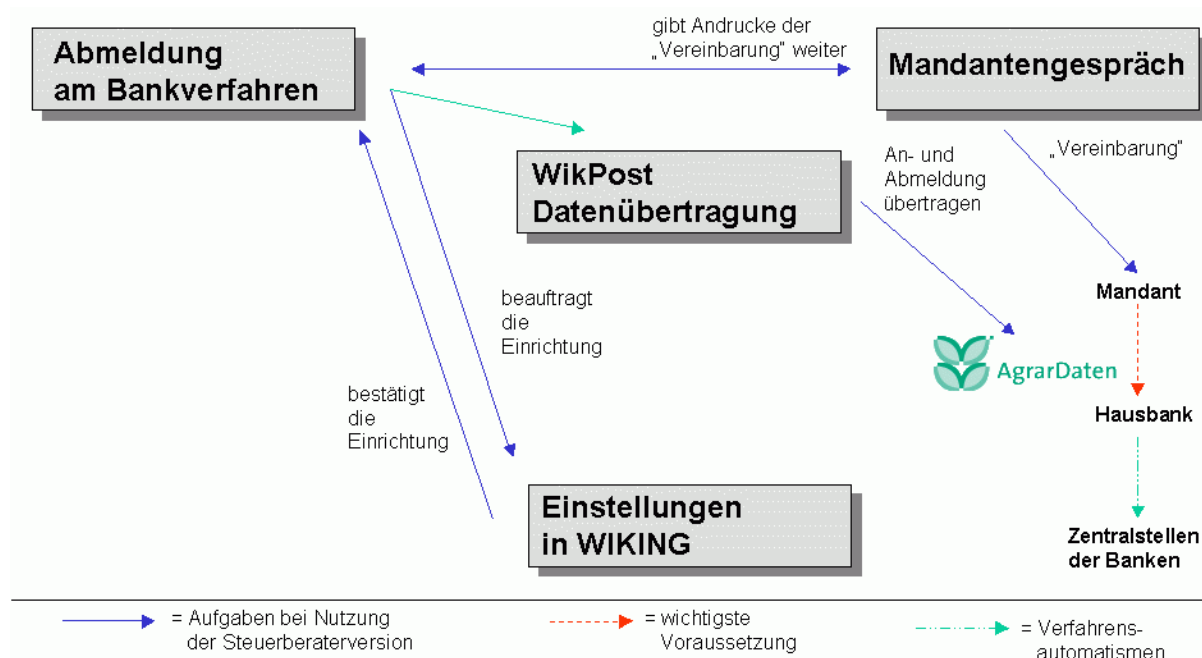 Abmeldung
am Bankverfahren
gibt Andrucke der
„Vereinbarung“ weiter
Mandantengespräch
WikPost
Datenübertragung
An- und
Abmeldung
übertragen
„Vereinbarung“
beauftragt
die
Einrichtung
Mandant
AgrarDaten
bestätigt
die
Einrichtung
Hausbank
Einstellungen
in WIKING
Zentralstellen
der Banken
= Aufgaben bei Nutzung
der Steuerberaterversion
= wichtigste
Voraussetzung
= Verfahrens-
automatismen